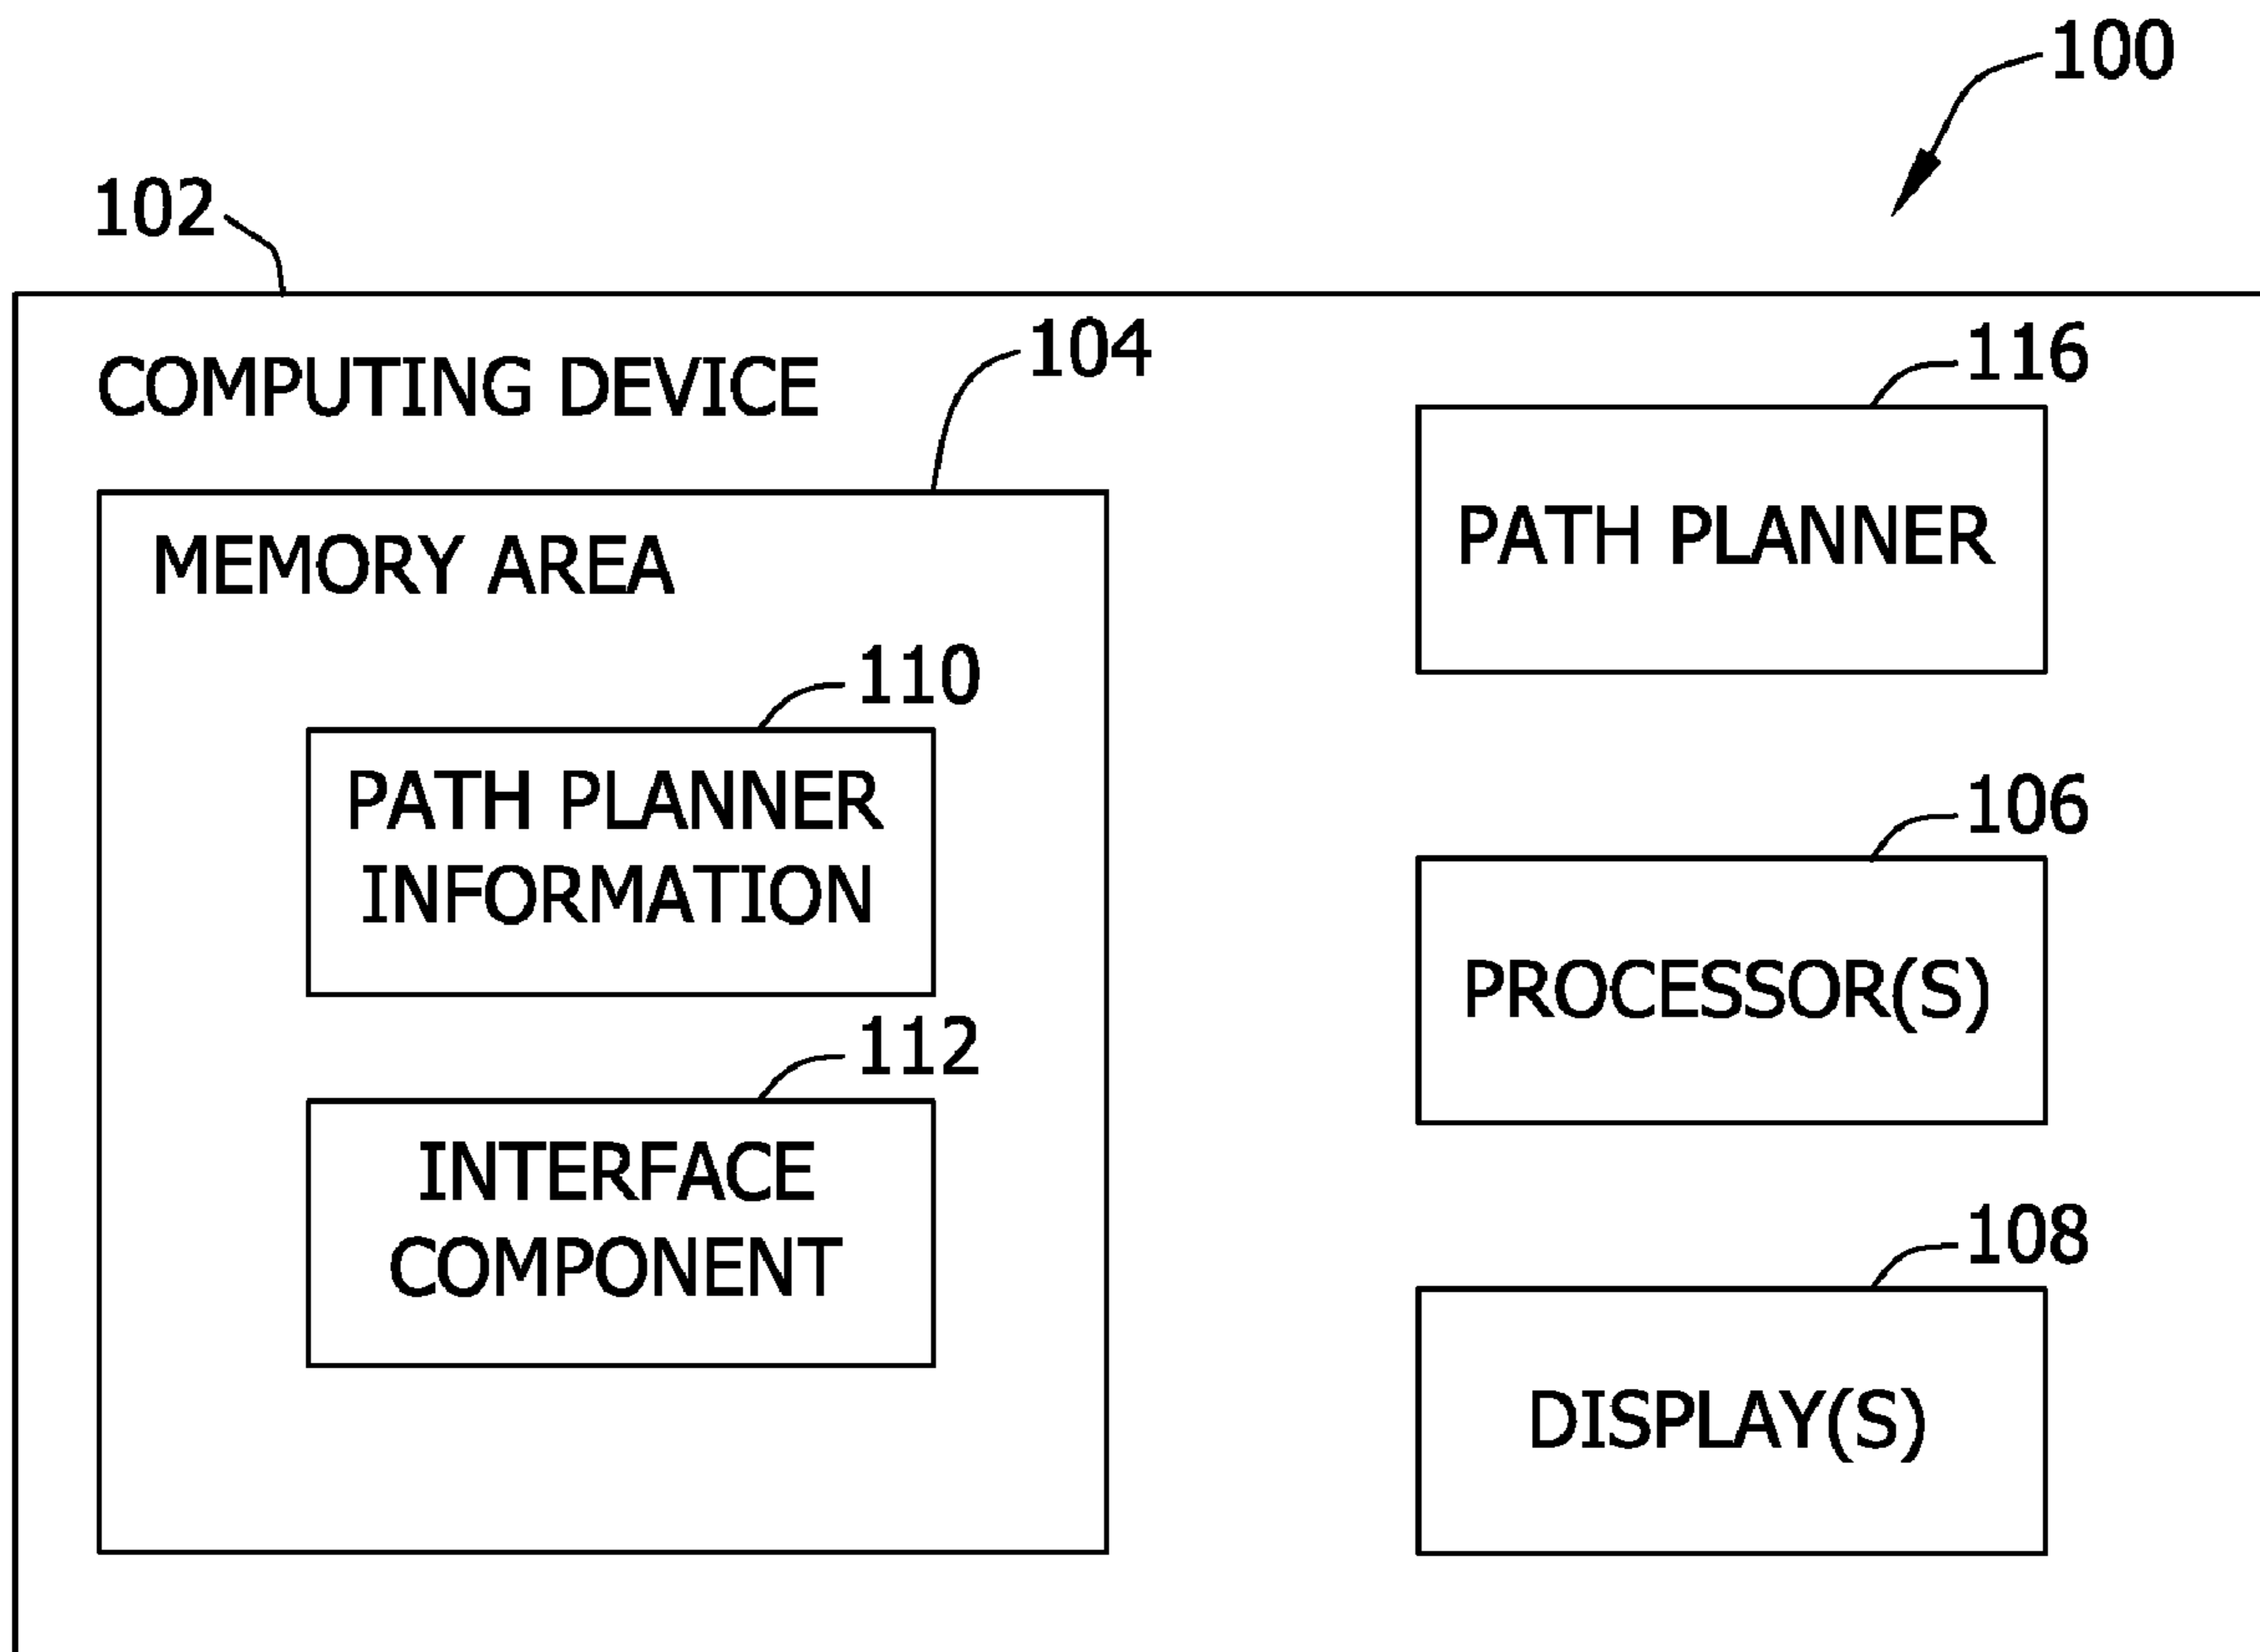 100
102
COMPUTING DEVICE
104
MEMORY AREA
110
PATH PLANNER
INFORMATION
112
INTERFACE
COMPONENT
116
PATH PLANNER
106
PROCESSOR(S)
108
DISPLAY(S)